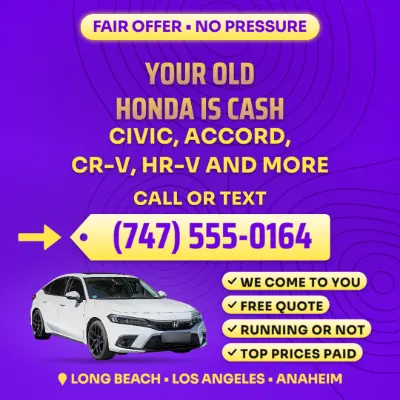 FAIR OFFER • NO PRESSURE
YOUR OLD
HONDA IS CASH
CIVIC, ACCORD,
CR-V, HR-V AND MORE
CALL OR TEXT
(747) 555-0164
WE COME TO YOU
FREE QUOTE
RUNNING OR NOT
TOP PRICES PAID
LONG BEACH • LOS ANGELES • ANAHEIM